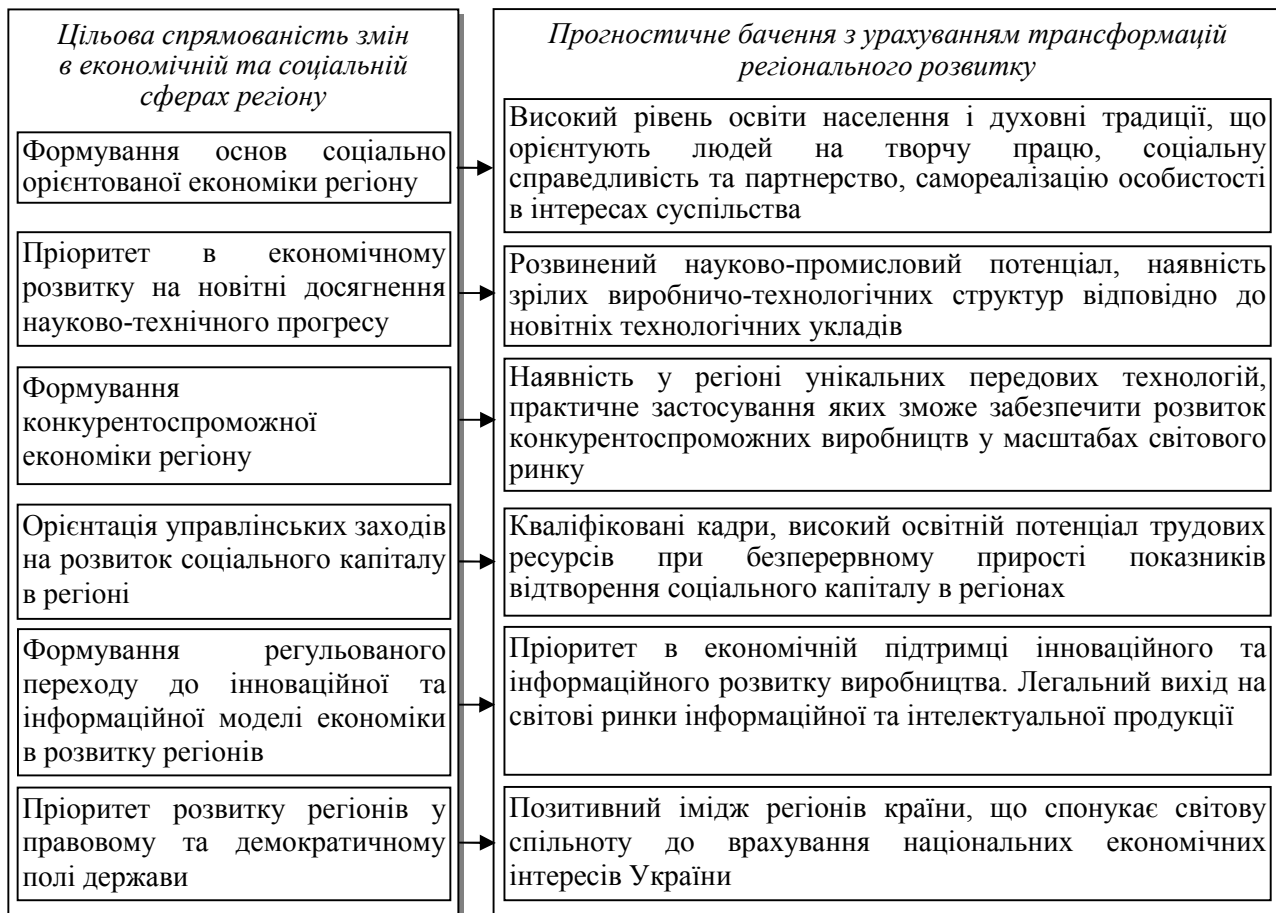 Цільова спрямованість змін
в економічній та соціальній
сферах регіону
Формування основ соціально
орієнтованої економіки регіону
Пріоритет в економічному
розвитку на новітні досягнення
науково-технічного прогресу
Формування
конкурентоспроможної
економіки регіону
Орієнтація управлінських заходів
на розвиток соціального капіталу
в регіоні
Формування регульованого
переходу до інноваційної та
інформаційної моделі економіки
в розвитку регіонів
Пріоритет розвитку регіонів у
правовому та демократичному
полі держави
Прогностичне бачення з урахуванням трансформацій
регіонального розвитку
Високий рівень освіти населення і духовні традиції, що
орієнтують людей на творчу працю, соціальну
справедливість та партнерство, самореалізацію особистості
в інтересах суспільства
Розвинений науково-промисловий потенціал, наявність
зрілих виробничо-технологічних структур відповідно до
новітніх технологічних укладів
Наявність у регіоні унікальних передових технологій,
практичне застосування яких зможе забезпечити розвиток
конкурентоспроможних виробництв у масштабах світового
ринку
Кваліфіковані кадри, високий освітній потенціал трудових
ресурсів при безперервному прирості показників
відтворення соціального капіталу в регіонах
Пріоритет в економічній підтримці інноваційного та
інформаційного розвитку виробництва. Легальний вихід на
світові ринки інформаційної та інтелектуальної продукції
Позитивний імідж регіонів країни, що спонукає світову
спільноту до врахування національних економічних
інтересів України